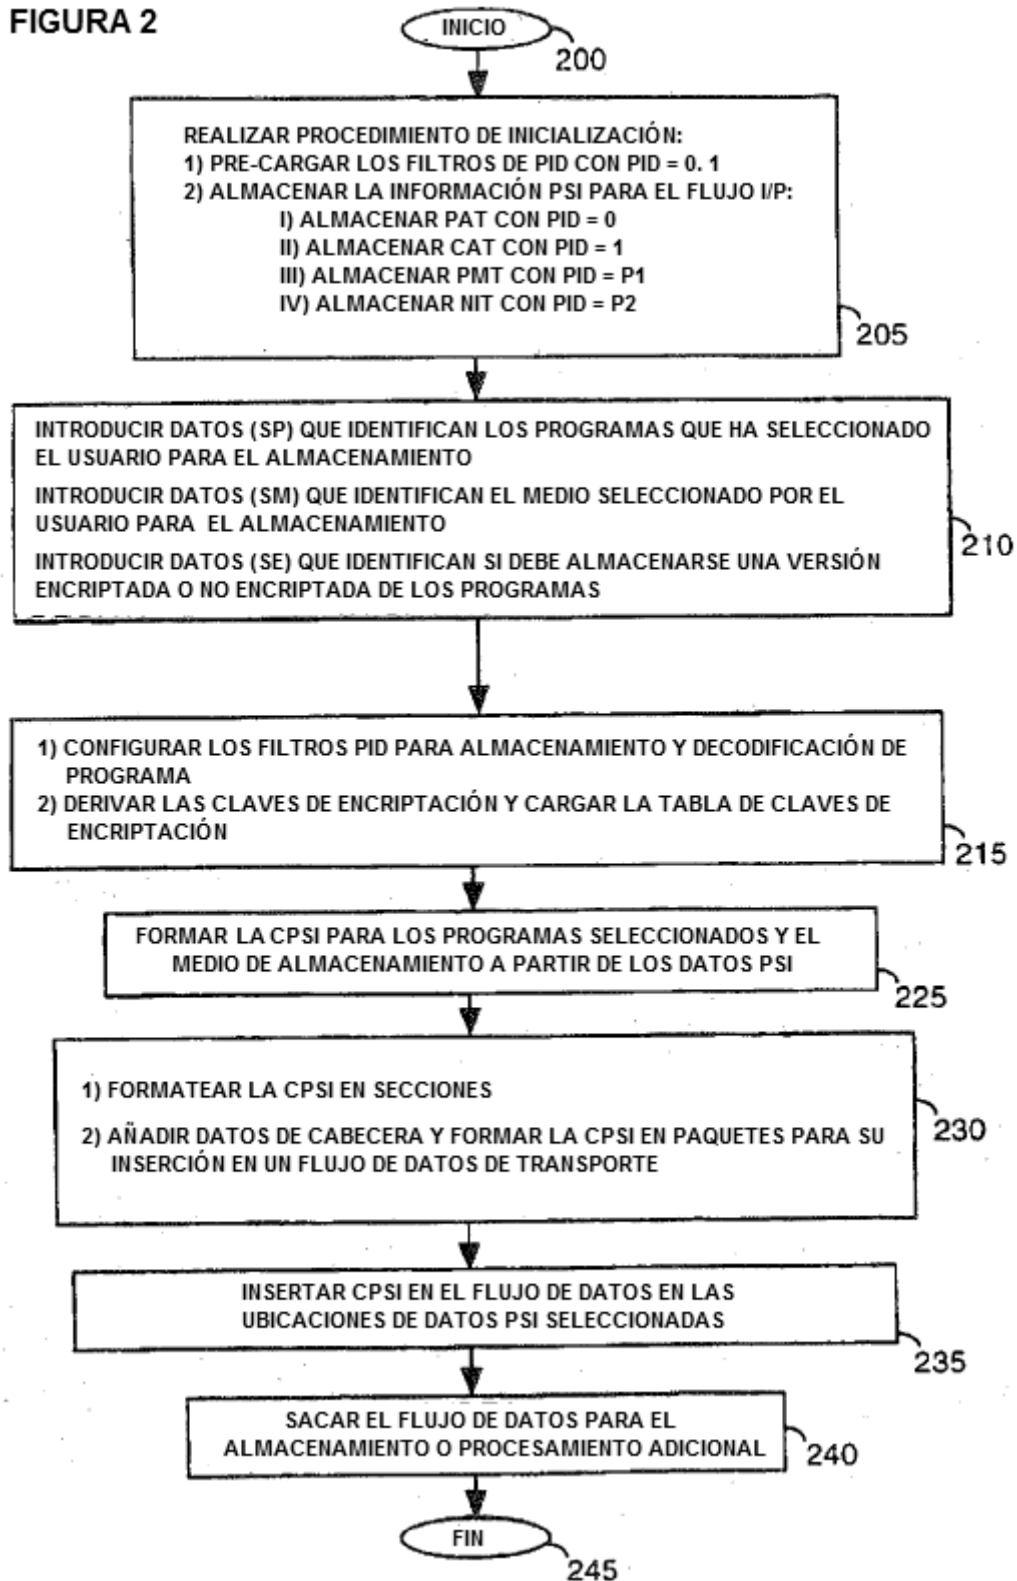 FIGURA 2
INICIO
200
REALIZAR PROCEDIMIENTO DE INICIALIZACIÓN:
1) PRE-CARGAR LOS FILTROS DE PID CON PID = 0. 1
2) ALMACENAR LA INFORMACIÓN PSI PARA EL FLUJO I/P:
I) ALMACENAR PAT CON PID = 0
II) ALMACENAR CAT CON PID = 1
III) ALMACENAR PMT CON PID = P1
IV) ALMACENAR NIT CON PID = P2
205
INTRODUCIR DATOS (SP) QUE IDENTIFICAN LOS PROGRAMAS QUE HA SELECCIONADO
EL USUARIO PARA EL ALMACENAMIENTO
INTRODUCIR DATOS (SM) QUE IDENTIFICAN EL MEDIO SELECCIONADO POR EL
USUARIO PARA EL ALMACENAMIENTO
INTRODUCIR DATOS (SE) QUE IDENTIFICAN SI DEBE ALMACENARSE UNA VERSIÓN
ENCRIPTADA O NO ENCRIPTADA DE LOS PROGRAMAS
210
1) CONFIGURAR LOS FILTROS PID PARA ALMACENAMIENTO Y DECODIFICACIÓN DE
PROGRAMA
2) DERIVAR LAS CLAVES DE ENCRIPTACIÓN Y CARGAR LA TABLA DE CLAVES DE
ENCRIPTACIÓN
215
FORMAR LA CPSI PARA LOS PROGRAMAS SELECCIONADOS Y EL
MEDIO DE ALMACENAMIENTO A PARTIR DE LOS DATOS PSI
225
1) FORMATEAR LA CPSI EN SECCIONES
2) AÑADIR DATOS DE CABECERA Y FORMAR LA CPSI EN PAQUETES PARA SU
INSERCIÓN EN UN FLUJO DE DATOS DE TRANSPORTE
230
INSERTAR CPSI EN EL FLUJO DE DATOS EN LAS
UBICACIONES DE DATOS PSI SELECCIONADAS
235
SACAR EL FLUJO DE DATOS PARA EL
ALMACENAMIENTO O PROCESAMIENTO ADICIONAL
240
FIN
245